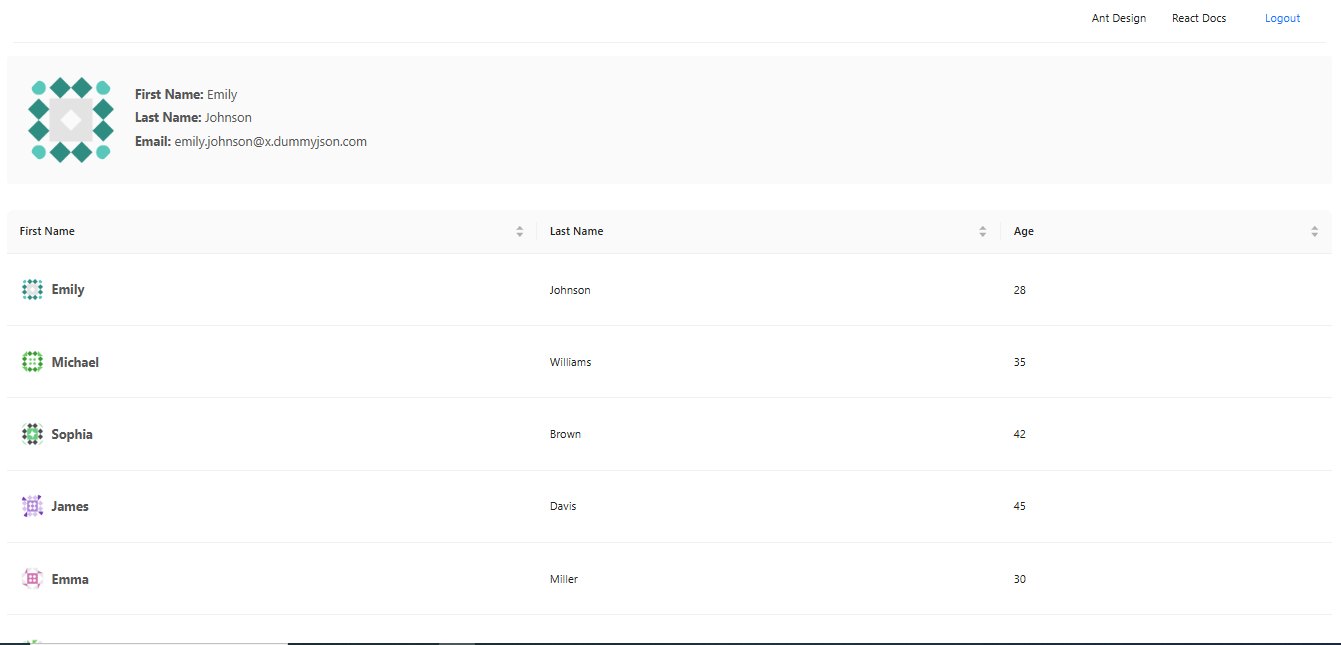 Ant Design React Docs Logout
First Name: Emily
Last Name: Johnson
Email: emily.johnson@x.dummyjson.com
First Name Last Name Age
Emily Johnson 28
Michael Williams 35
Sophia Brown 42
James Davis 45
Emma Miller 30